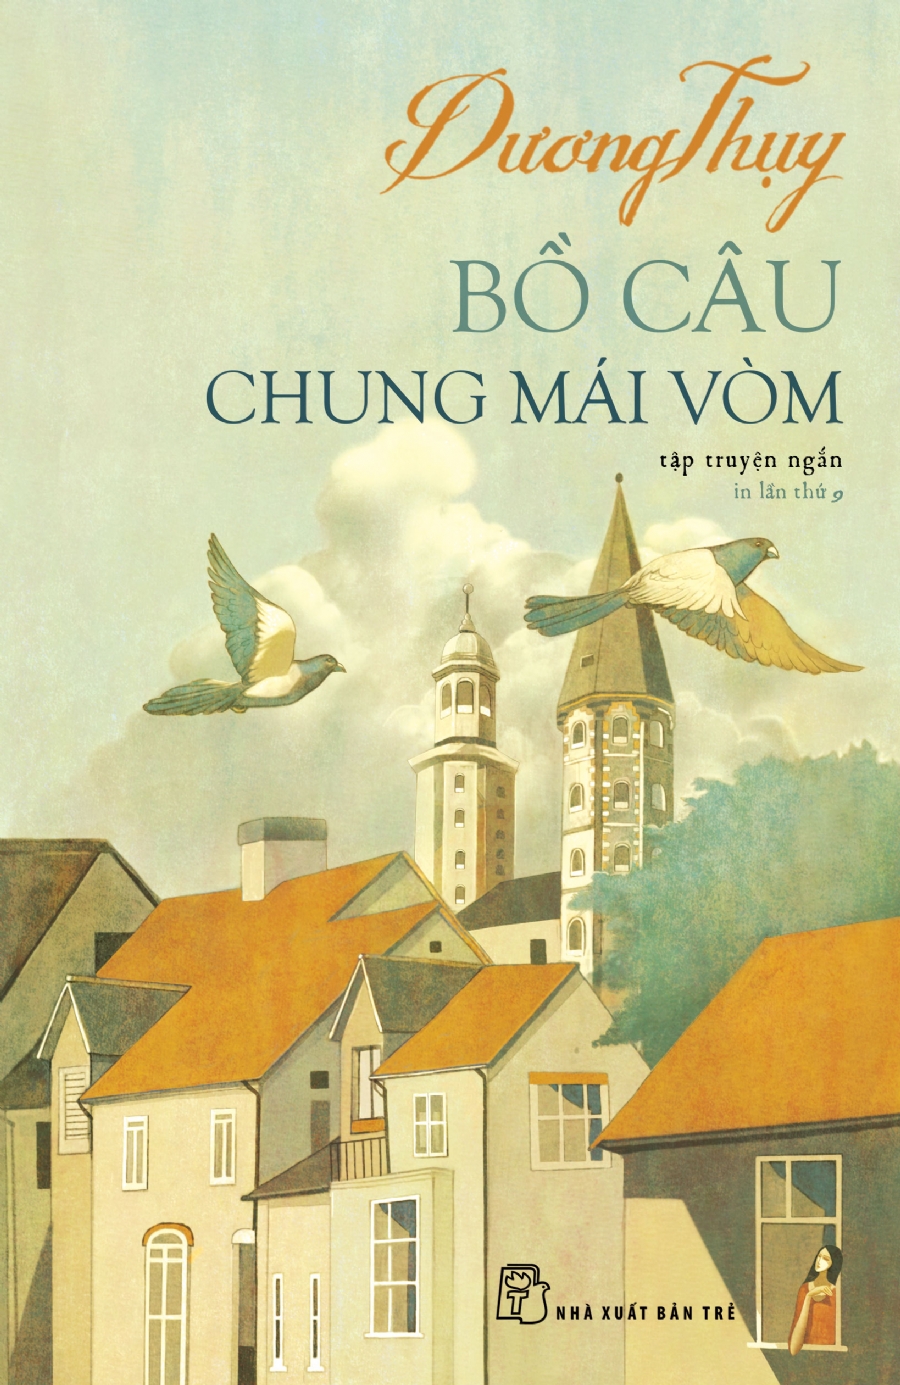 Dương Thụy
BỒ CÂU
CHUNG MÁI VÒM
tập truyện ngắn
in lần thứ 9
T
NHÀ XUẤT BẢN TRẺ